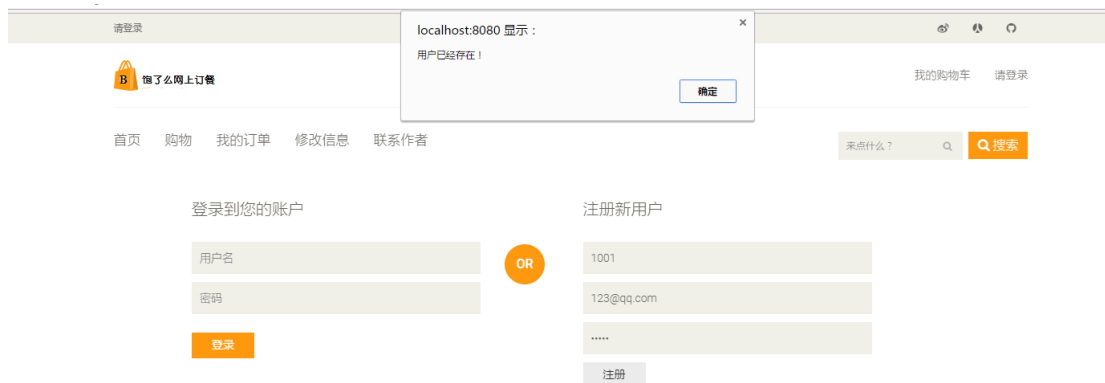 请登录
localhost:8080 显示：
×
用户已经存在！
确定
B 饱了么网上订餐
我的购物车 请登录
首页 购物 我的订单 修改信息 联系作者
来点什么？ 搜索
登录到您的账户
注册新用户
用户名
密码
登录
OR
1001
123@qq.com
•••••
注册